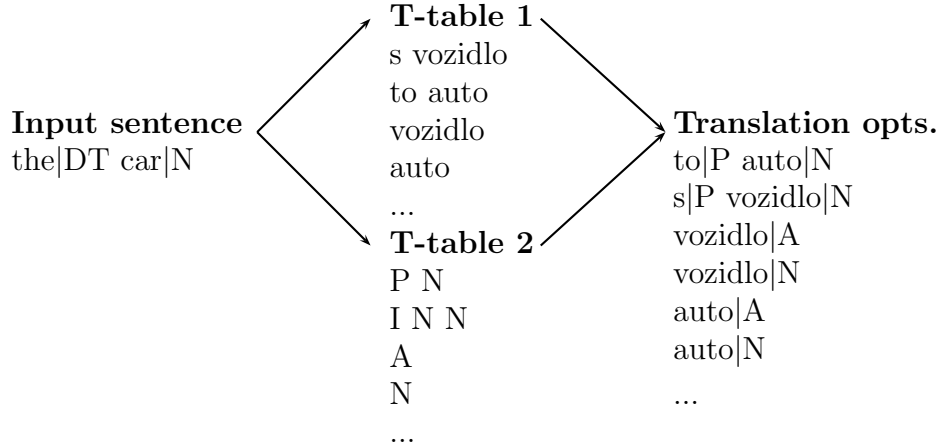 Input sentence
the|DT car|N
T-table 1
s vozidlo
to auto
vozidlo
auto
...
T-table 2
P N
I N N
A
N
...
Translation opts.
to|P auto|N
s|P vozidlo|N
vozidlo|A
vozidlo|N
auto|A
auto|N
...